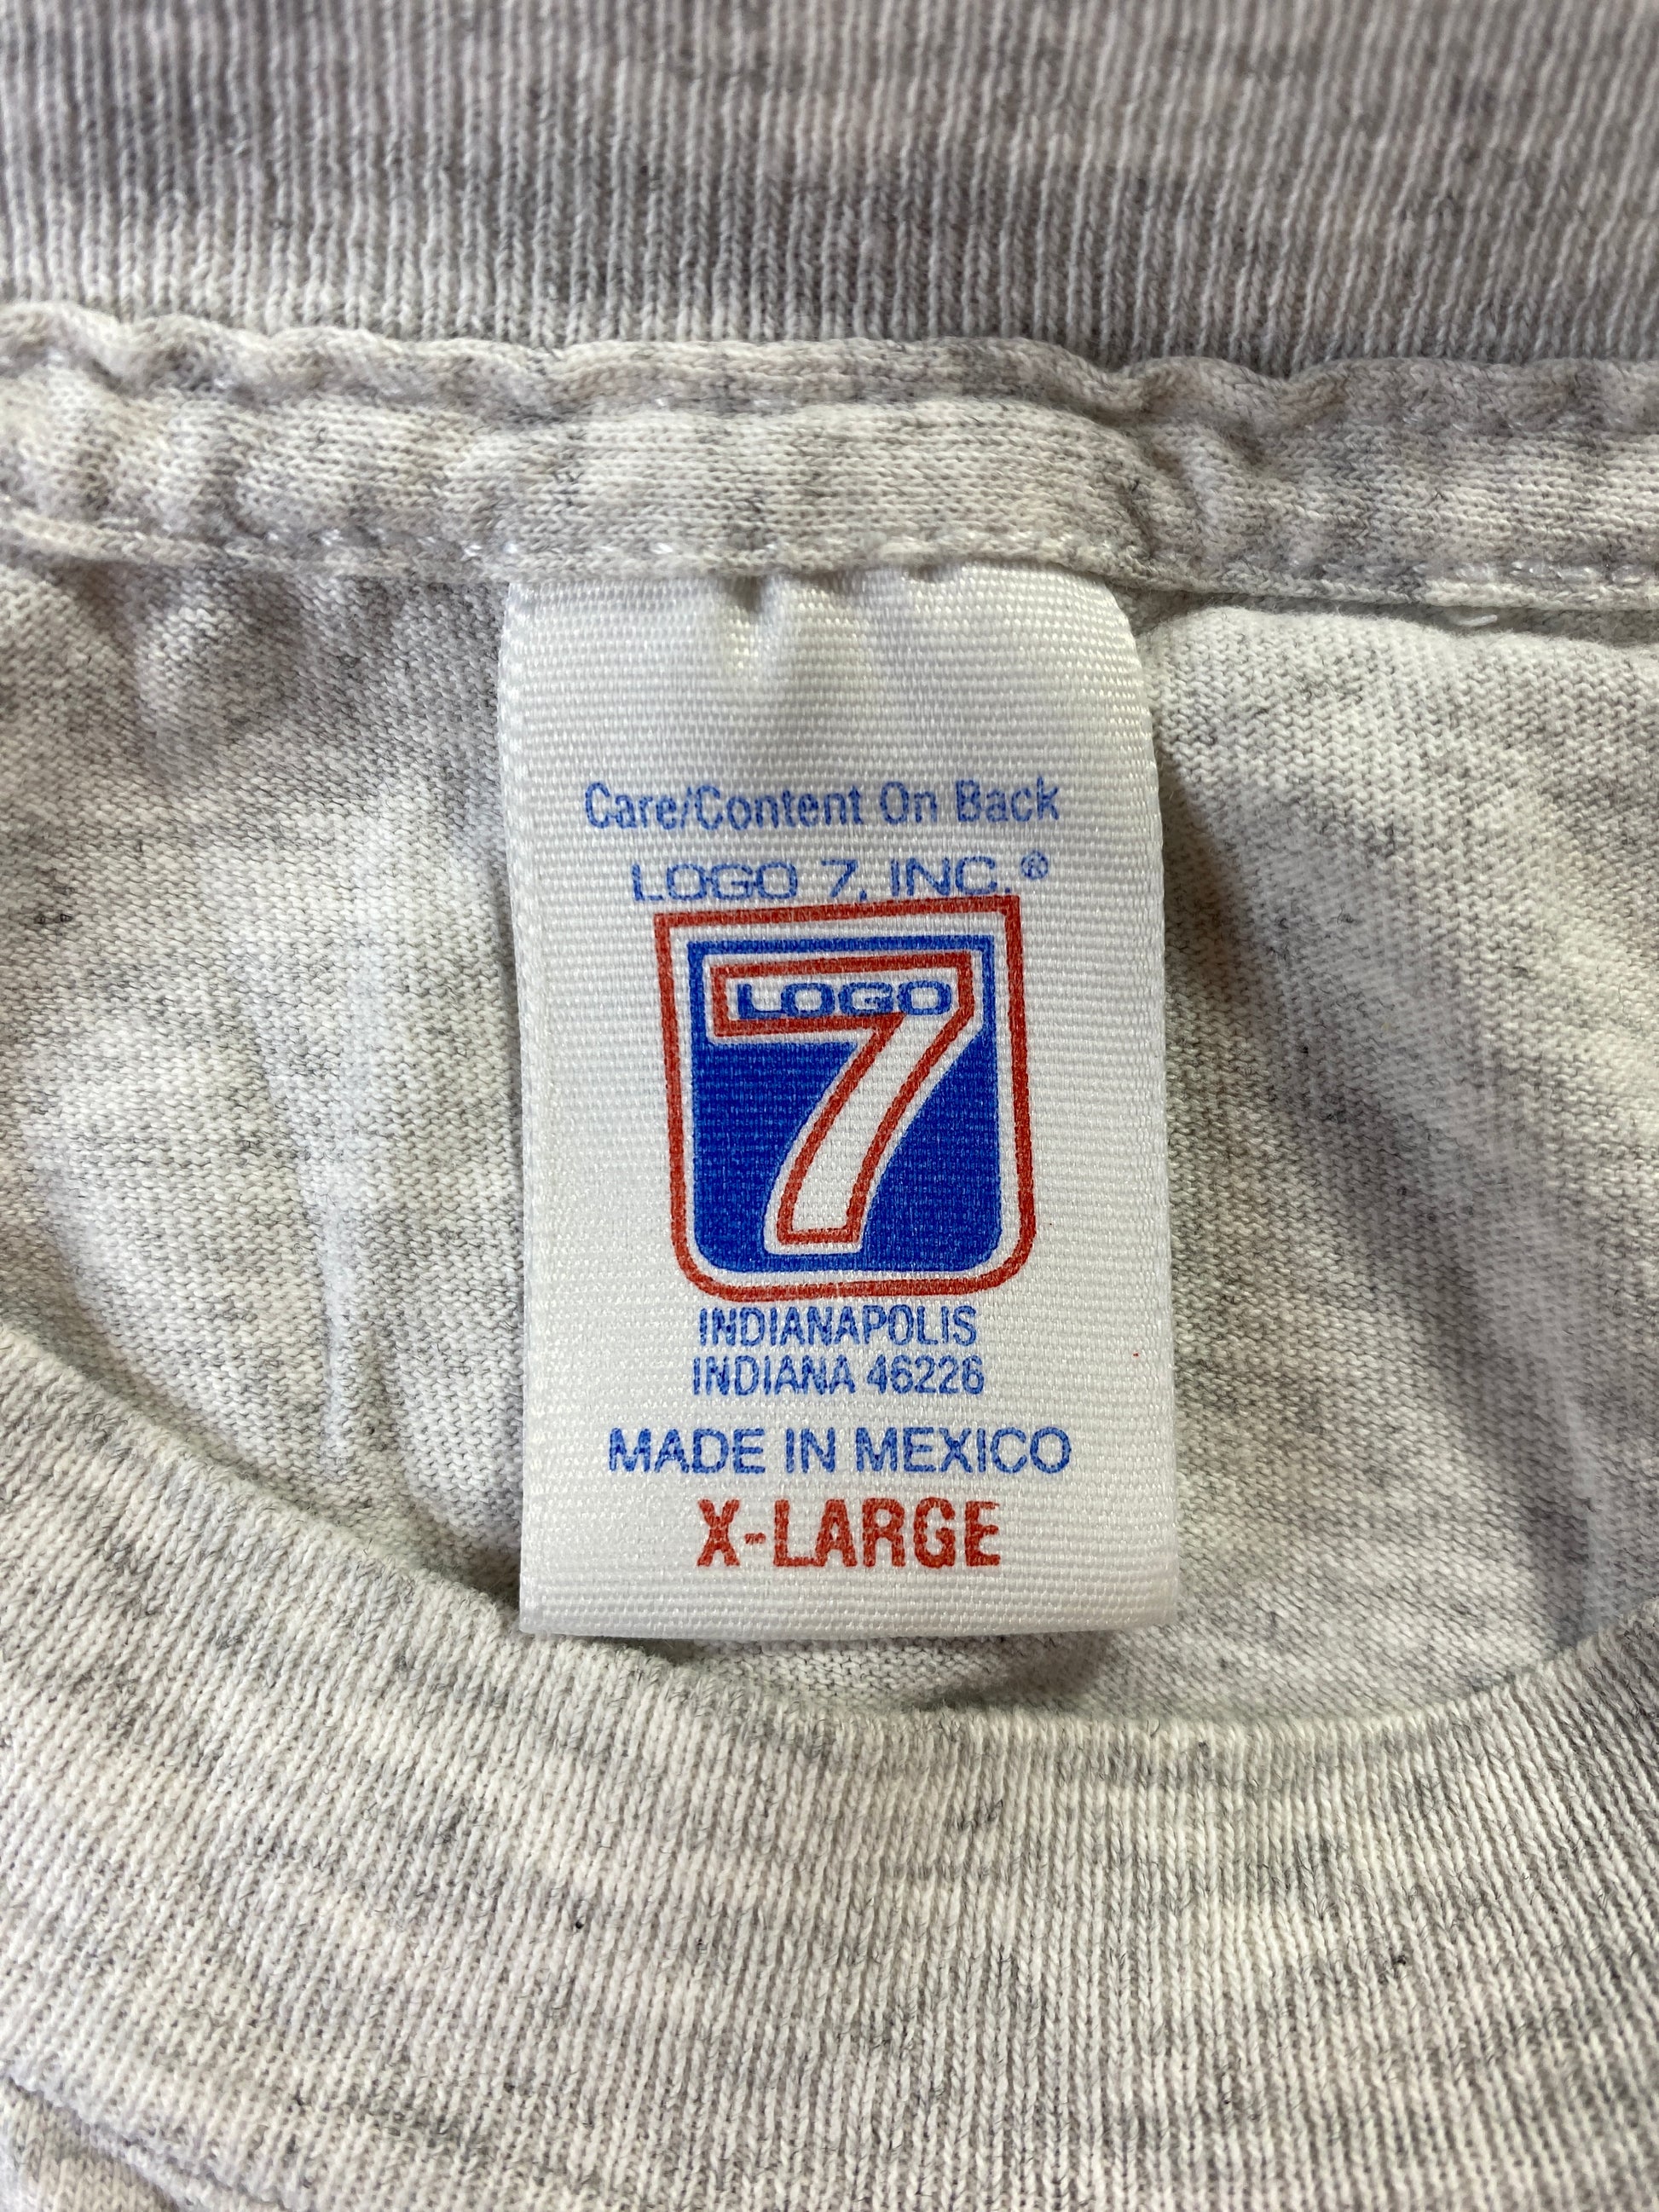 Care/Content On Back
LOGO 7, INC.®
LOGO
7
INDIANAPOLIS
INDIANA 46226
MADE IN MEXICO
X-LARGE